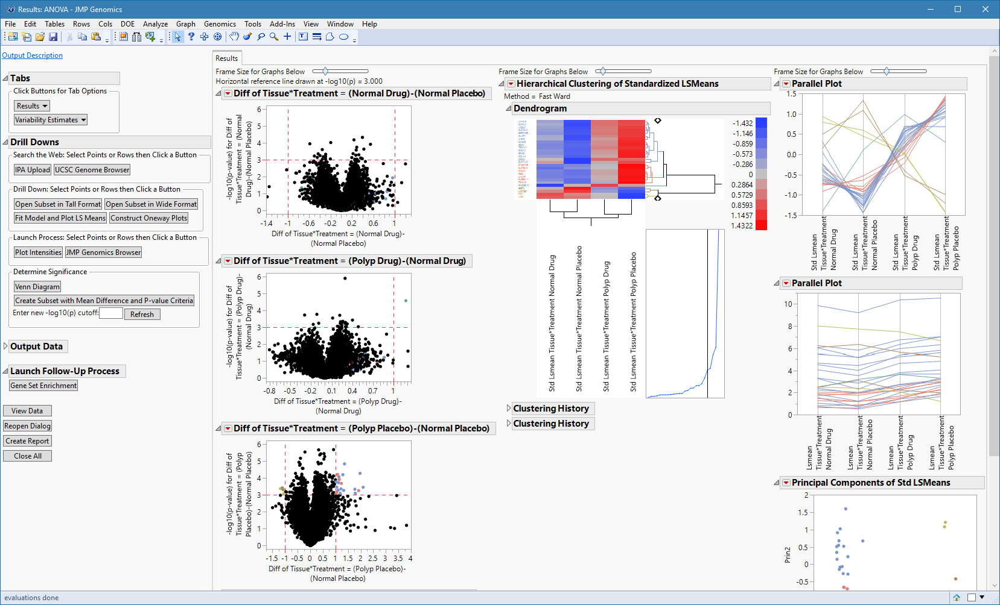 Results: ANOVA - JMP Genomics
File Edit Tables Rows Cols DOE Analyze Graph Genomics Tools Add-Ins View Window Help
Output Description
Tabs
Click Buttons for Tab Options
Results
Variability Estimates
Drill Downs
Search the Web: Select Points or Rows then Click a Button
IPA Upload UCSC Genome Browser
Drill Down: Select Points or Rows then Click a Button
Open Subset in Tall Format Open Subset in Wide Format
Fit Model and Plot LS Means Construct Oneway Plots
Launch Process: Select Points or Rows then Click a Button
Plot Intensities JMP Genomics Browser
Determine Significance
Venn Diagram
Create Subset with Mean Difference and P-value Criteria
Enter new -log10(p) cutoff: Refresh
Output Data
Launch Follow-Up Process
Gene Set Enrichment
View Data
Reopen Dialog
Create Report
Close All
Results
Frame Size for Graphs Below
Horizontal reference line drawn at -log10(p) = 3.000
Diff of Tissue*Treatment = (Normal Drug)-(Normal Placebo)
-log10(p-value) for Diff of
Tissue*Treatment = (Normal
Drug)-(Normal Placebo)
6
5
4
3
2
1
0
-1.4 -1 -0.6 -0.2 0.2 0.6 1
Diff of Tissue*Treatment = (Normal Drug)-
(Normal Placebo)
Diff of Tissue*Treatment = (Polyp Drug)-(Normal Drug)
-log10(p-value) for Diff of
Tissue*Treatment = (Polyp Drug)-
(Normal Drug)
6
5
4
3
2
1
0
-0.8 -0.4 0 0.2 0.4 0.7 1
Diff of Tissue*Treatment = (Polyp Drug)-
(Normal Drug)
Diff of Tissue*Treatment = (Polyp Placebo)-(Normal Placebo)
-log10(p-value) for Diff of
Tissue*Treatment = (Polyp
Placebo)-(Normal Placebo)
6
5
4
3
2
1
0
-1.5 -1 -0.5 0 0.5 1 1.5 2 2.5 3 3.5 4
Diff of Tissue*Treatment = (Polyp Placebo)-
(Normal Placebo)
Frame Size for Graphs Below
Hierarchical Clustering of Standardized LSMeans
Method = Fast Ward
Dendrogram
-1.432
-1.146
-0.859
-0.573
-0.286
0
0.2864
0.5729
0.8593
1.1457
1.4322
Std Lsmean Tissue*Treatment Normal Drug
Std Lsmean Tissue*Treatment Normal Placebo
Std Lsmean Tissue*Treatment Polyp Drug
Std Lsmean Tissue*Treatment Polyp Placebo
Clustering History
Clustering History
Frame Size for Graphs Below
Parallel Plot
1.5
1.0
0.5
0.0
-0.5
-1.0
-1.5
Std Lsmean
Tissue*Treatment
Normal Drug
Std Lsmean
Tissue*Treatment
Normal Placebo
Std Lsmean
Tissue*Treatment
Polyp Drug
Std Lsmean
Tissue*Treatment
Polyp Placebo
Parallel Plot
10
8
6
4
2
0
Lsmean
Tissue*Treatment
Normal Drug
Lsmean
Tissue*Treatment
Normal Placebo
Lsmean
Tissue*Treatment
Polyp Drug
Lsmean
Tissue*Treatment
Polyp Placebo
Principal Components of Std LSMeans
2
1.5
1
0.5
0
-0.5
Prin2
evaluations done